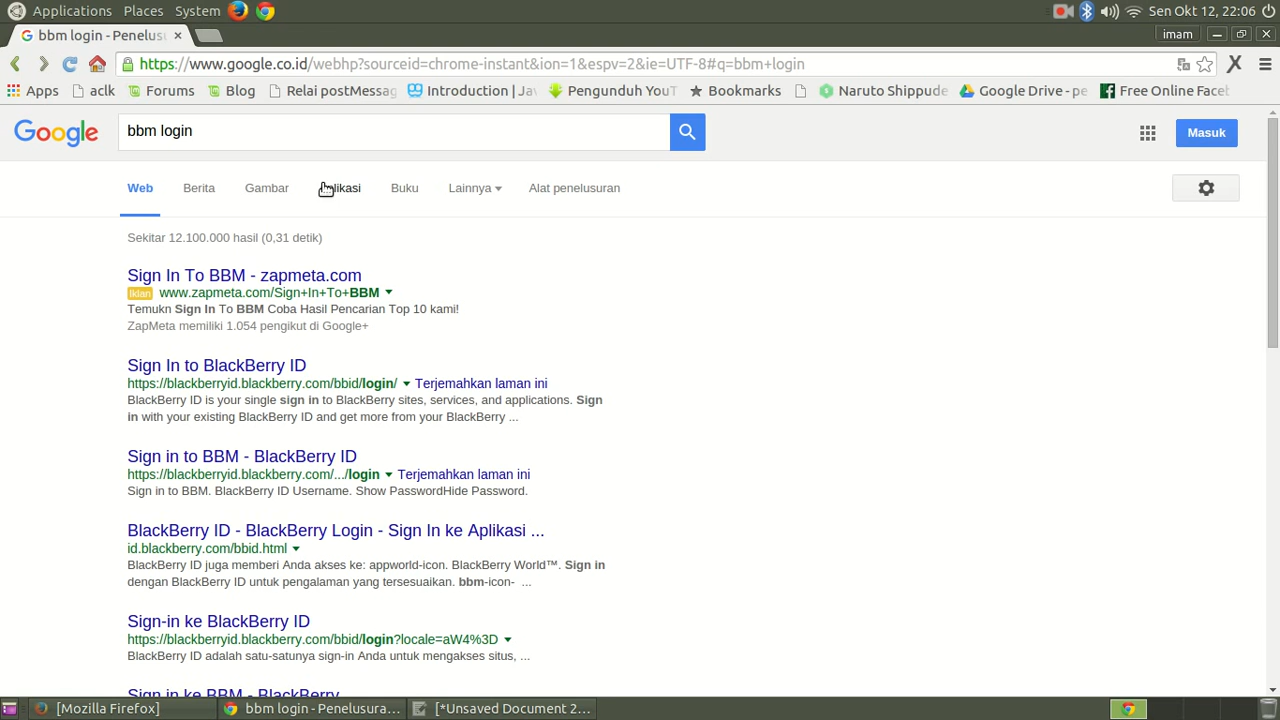 Applications Places System Sen Okt 12, 22:06
bbm login - Penelusu imam
https://www.google.co.id/webhp?sourceid=chrome-instant&ion=1&espv=2&ie=UTF-8#q=bbm+login
Apps aclk Forums Blog Relai postMessag Introduction | Jav Pengunduh YouT Bookmarks Naruto Shippude Google Drive - pe Free Online Facet
Google bbm login Masuk
Web Berita Gambar Buku Lainnya Alat penelusuran
Sekitar 12.100.000 hasil (0,31 detik)
Sign In To BBM - zapmeta.com
Iklan www.zapmeta.com/Sign+In+To+BBM
Temukn Sign In To BBM Coba Hasil Pencarian Top 10 kami!
ZapMeta memiliki 1.054 pengikut di Google+
Sign In to BlackBerry ID
https://blackberryid.blackberry.com/bbid/login/ Terjemahkan laman ini
BlackBerry ID is your single sign in to BlackBerry sites, services, and applications. Sign
in with your existing BlackBerry ID and get more from your BlackBerry ...
Sign in to BBM - BlackBerry ID
https://blackberryid.blackberry.com/.../login Terjemahkan laman ini
Sign in to BBM. BlackBerry ID Username. Show PasswordHide Password.
BlackBerry ID - BlackBerry Login - Sign In ke Aplikasi ...
id.blackberry.com/bbid.html
BlackBerry ID juga memberi Anda akses ke: appworld-icon. BlackBerry World™. Sign in
dengan BlackBerry ID untuk pengalaman yang tersesuaikan. bbm-icon- ...
Sign-in ke BlackBerry ID
https://blackberryid.blackberry.com/bbid/login?locale=aW4%3D
BlackBerry ID adalah satu-satunya sign-in Anda untuk mengakses situs, ...
Sign in ke BBM - BlackBerry
[Mozilla Firefox] bbm login - Penelusura... [*Unsaved Document 2...